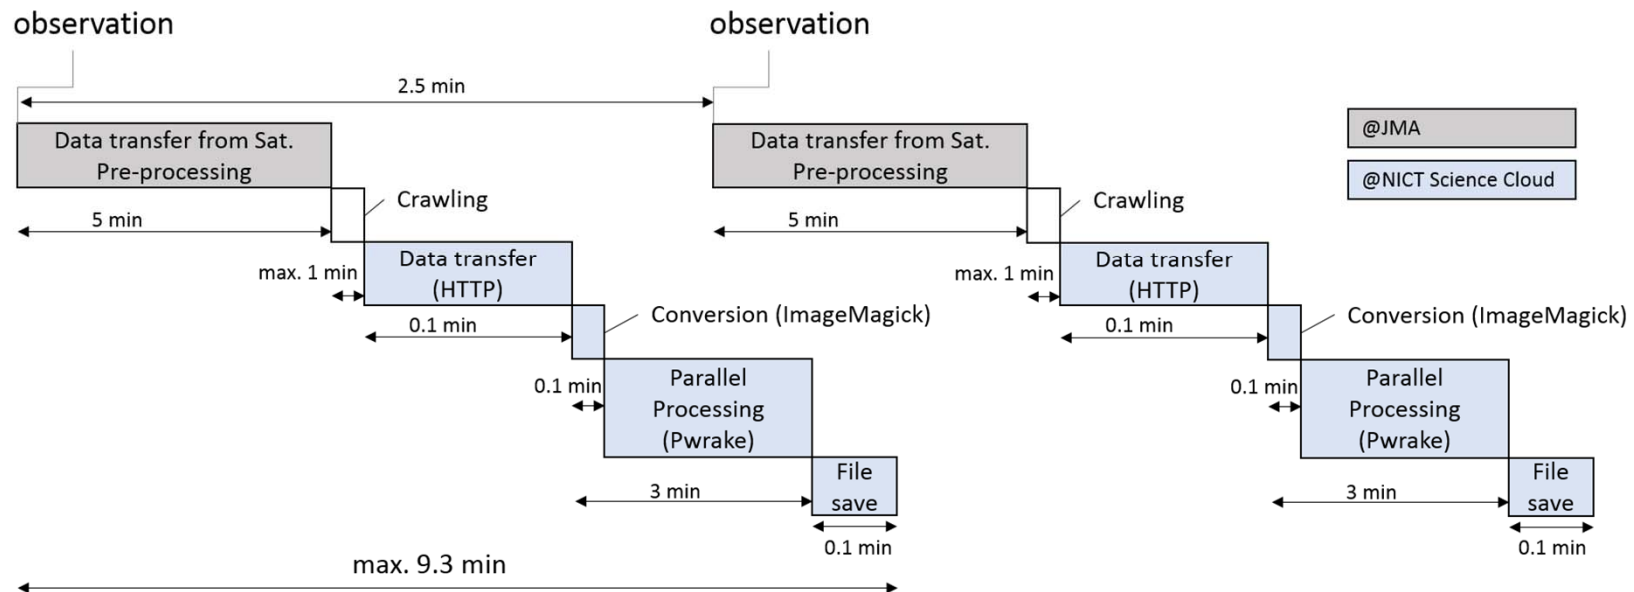 observation
observation
2.5 min
Data transfer from Sat.
Pre-processing
Data transfer from Sat.
Pre-processing
@JMA
@NICT Science Cloud
Crawling
Crawling
5 min
5 min
Data transfer
(HTTP)
Data transfer
(HTTP)
max. 1 min
max. 1 min
Conversion (ImageMagick)
Conversion (ImageMagick)
0.1 min
0.1 min
0.1 min
0.1 min
Parallel
Processing
(Pwrake)
Parallel
Processing
(Pwrake)
File
save
File
save
3 min
3 min
0.1 min
0.1 min
max. 9.3 min